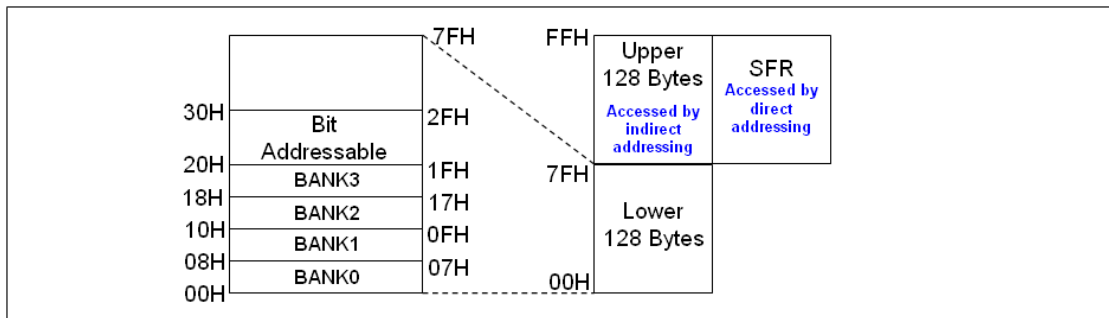 7FH
30H
2FH
Bit
Addressable
20H
1FH
BANK3
18H
17H
BANK2
10H
0FH
BANK1
08H
07H
BANK0
00H
FFH
Upper
128 Bytes
Accessed by
indirect
addressing
SFR
Accessed by
direct
addressing
7FH
Lower
128 Bytes
00H